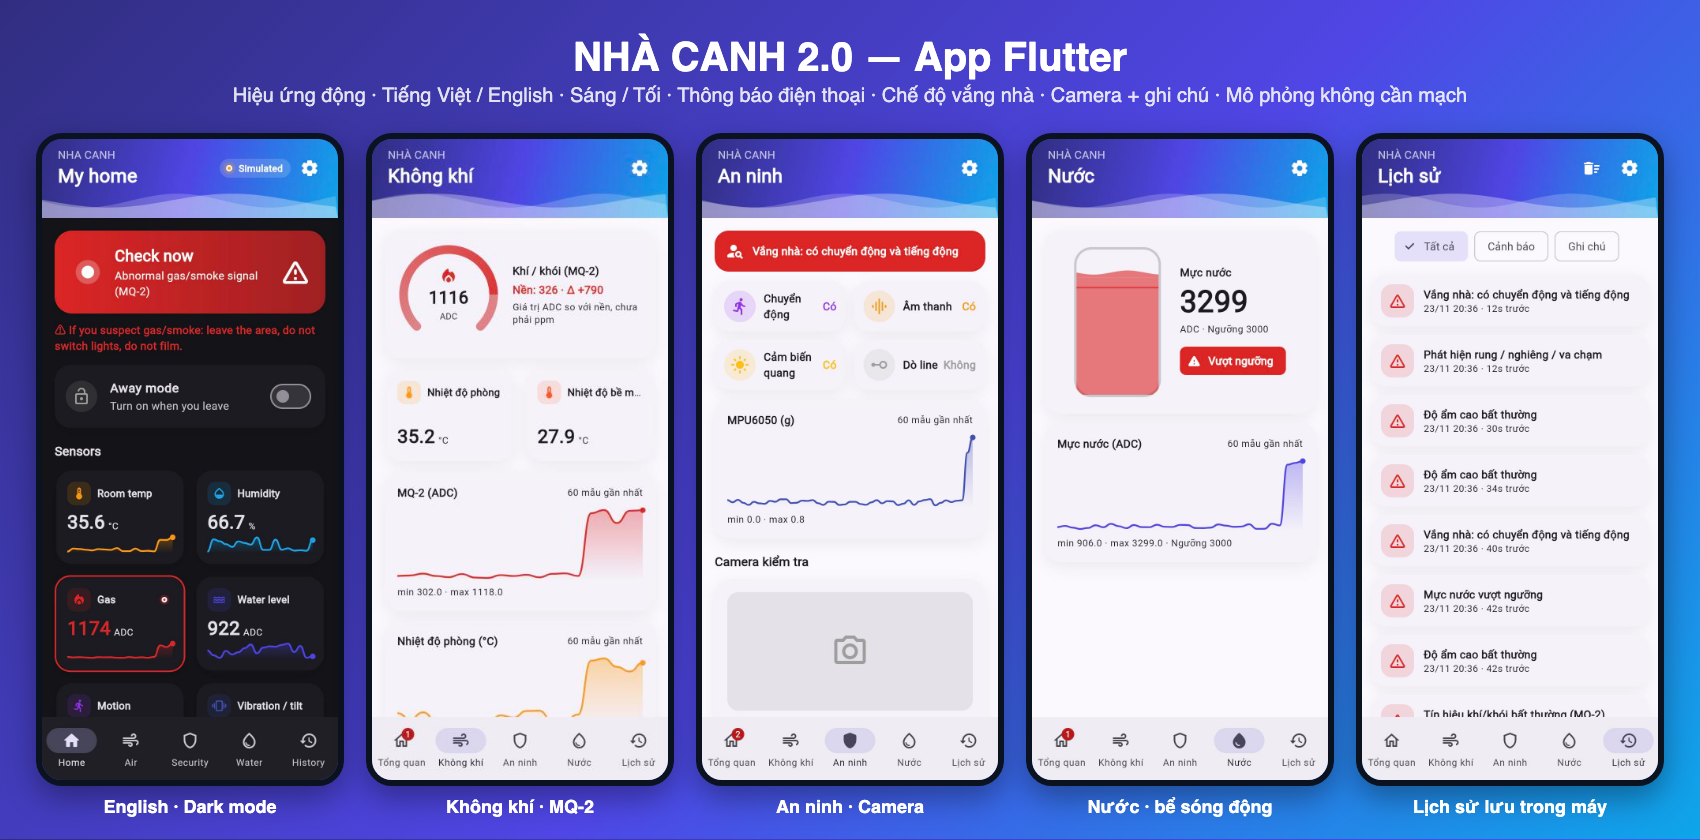 NHÀ CANH 2.0 — App Flutter
Hiệu ứng động · Tiếng Việt / English · Sáng / Tối · Thông báo điện thoại · Chế độ vắng nhà · Camera + ghi chú · Mô phỏng không cần mạch
NHA CANH
My home
Simulated
Check now
Abnormal gas/smoke signal
(MQ-2)
⚠ If you suspect gas/smoke: leave the area, do not
switch lights, do not film.
Away mode
Turn on when you leave
Sensors
Room temp
35.6 °C
Humidity
66.7 %
Gas
1174 ADC
Water level
922 ADC
Motion
Vibration / tilt
Home
Air
Security
Water
History
English · Dark mode
NHÀ CANH
Không khí
1116
ADC
Khí / khói (MQ-2)
Nền: 326 · Δ +790
Giá trị ADC so với nền, chưa
phải ppm
Nhiệt độ phòng
35.2 °C
Nhiệt độ bề m...
27.9 °C
MQ-2 (ADC)
60 mẫu gần nhất
min 302.0 · max 1118.0
Nhiệt độ phòng (°C)
60 mẫu gần nhất
1
Tổng quan
Không khí
An ninh
Nước
Lịch sử
Không khí · MQ-2
NHÀ CANH
An ninh
Vắng nhà: có chuyển động và tiếng động
Chuyển
động
Có
Âm thanh
Có
Cảm biến
quang
Có
Dò line
Không
MPU6050 (g)
60 mẫu gần nhất
min 0.0 · max 0.8
Camera kiểm tra
2
Tổng quan
Không khí
An ninh
Nước
Lịch sử
An ninh · Camera
NHÀ CANH
Nước
Mực nước
3299
ADC · Ngưỡng 3000
Vượt ngưỡng
Mực nước (ADC)
60 mẫu gần nhất
min 906.0 · max 3299.0 · Ngưỡng 3000
1
Tổng quan
Không khí
An ninh
Nước
Lịch sử
Nước · bể sóng động
NHÀ CANH
Lịch sử
Tất cả
Cảnh báo
Ghi chú
Vắng nhà: có chuyển động và tiếng động
23/11 20:36 · 12s trước
Phát hiện rung / nghiêng / va chạm
23/11 20:36 · 12s trước
Độ ẩm cao bất thường
23/11 20:36 · 30s trước
Độ ẩm cao bất thường
23/11 20:36 · 34s trước
Vắng nhà: có chuyển động và tiếng động
23/11 20:36 · 40s trước
Mực nước vượt ngưỡng
23/11 20:36 · 42s trước
Độ ẩm cao bất thường
23/11 20:36 · 42s trước
Tín hiệu khí/khói bất thường (MQ-2)
Tổng quan
Không khí
An ninh
Nước
Lịch sử
Lịch sử lưu trong máy